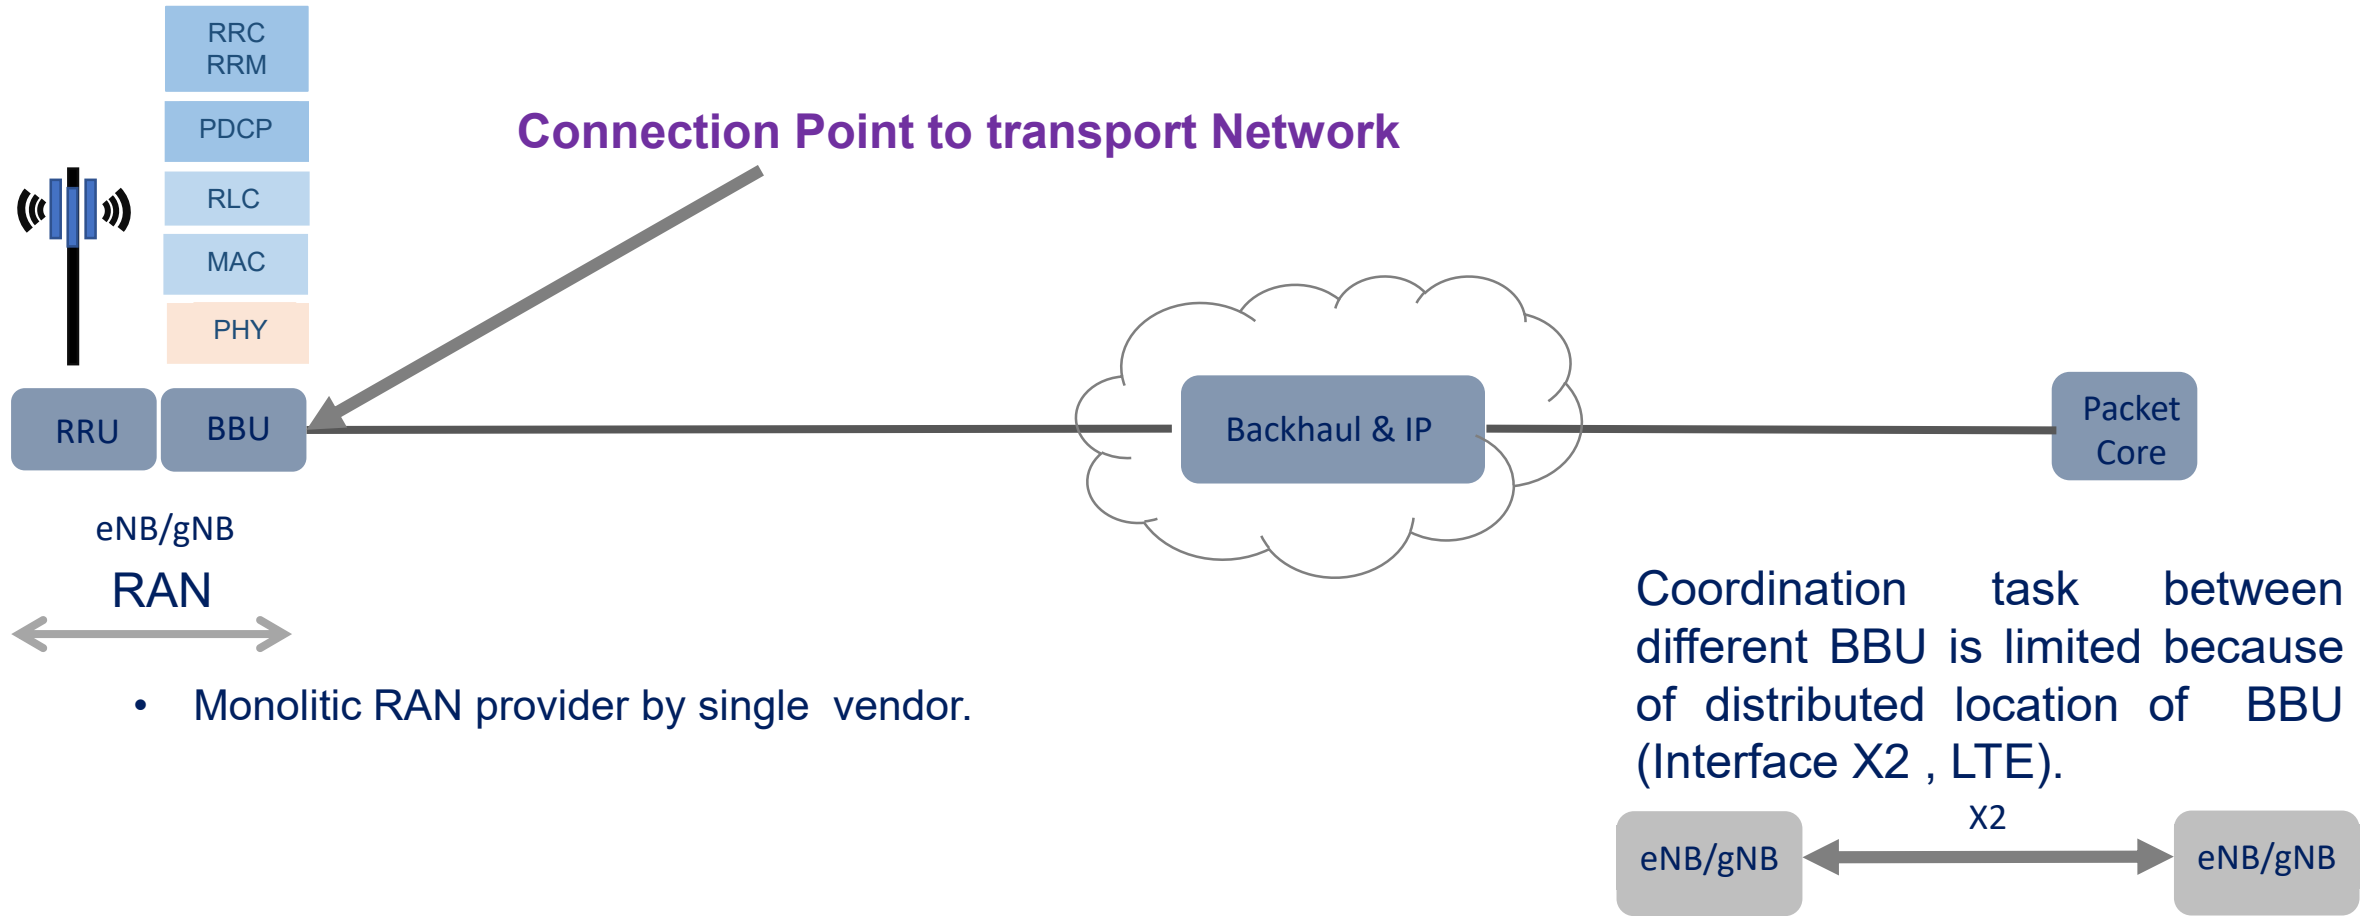 RRC
RRM
PDCP
RLC
MAC
PHY
Connection Point to transport Network
RRU
BBU
Backhaul & IP
Packet
Core
eNB/gNB
RAN
• Monolitic RAN provider by single vendor.
Coordination task between
different BBU is limited because
of distributed location of BBU
(Interface X2 , LTE).
X2
eNB/gNB
eNB/gNB